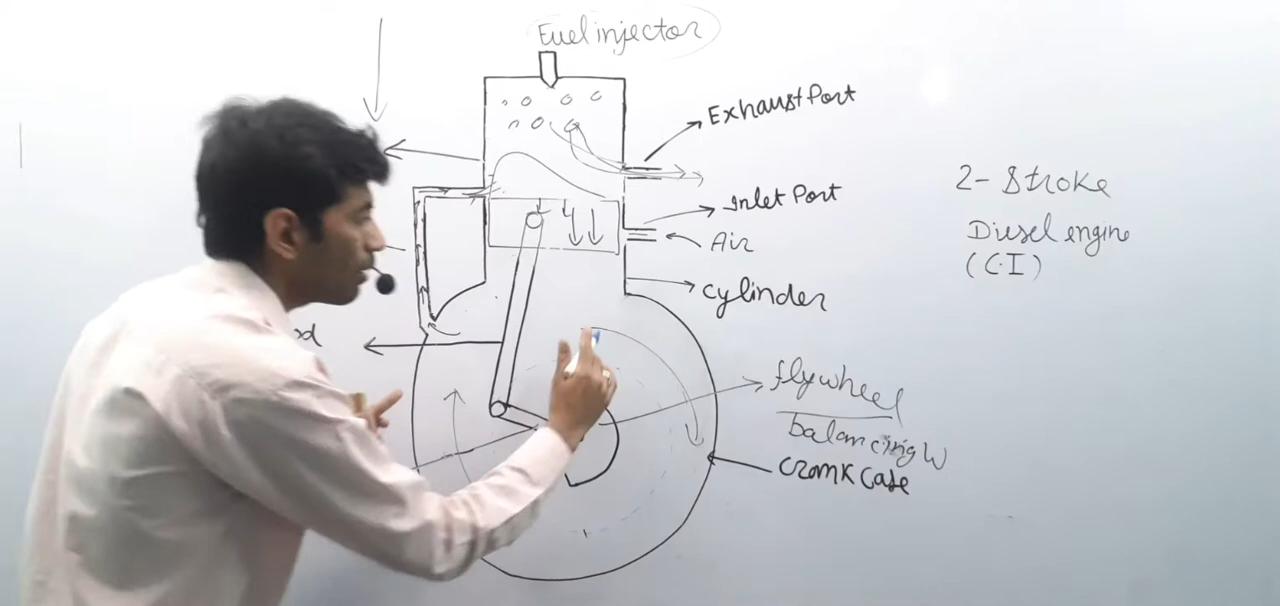 Fuel injector
Exhaust Port
Inlet Port
Air
cylinder
flywheel
balancing W
Crank Case
2- Stroke
Diesel engine
(C.I)